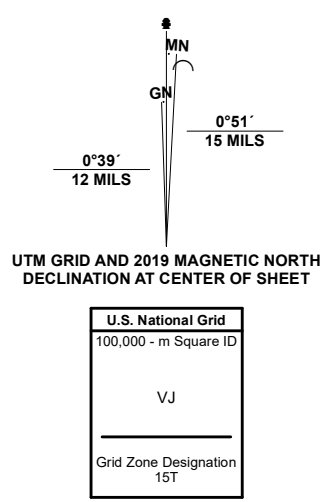 MN
GN
0°51´
15 MILS
0°39´
12 MILS
UTM GRID AND 2019 MAGNETIC NORTH
DECLINATION AT CENTER OF SHEET
U.S. National Grid
100,000 - m Square ID
VJ
Grid Zone Designation
15T